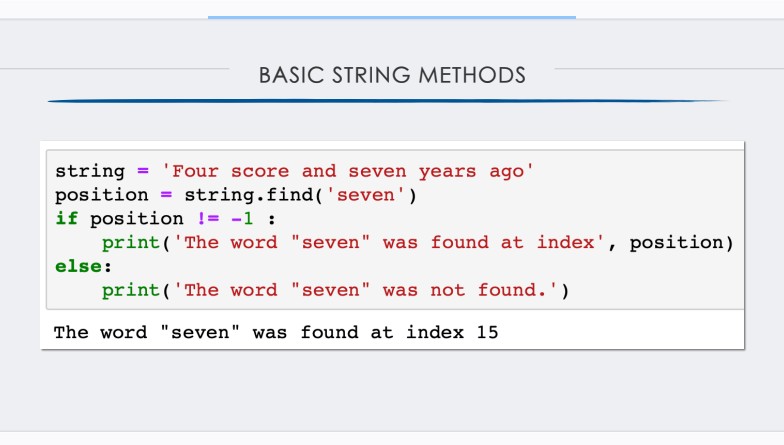 BASIC STRING METHODS
string = 'Four score and seven years ago'
position = string.find('seven')
if position != -1 :
    print('The word "seven" was found at index', position)
else:
    print('The word "seven" was not found.')
The word "seven" was found at index 15